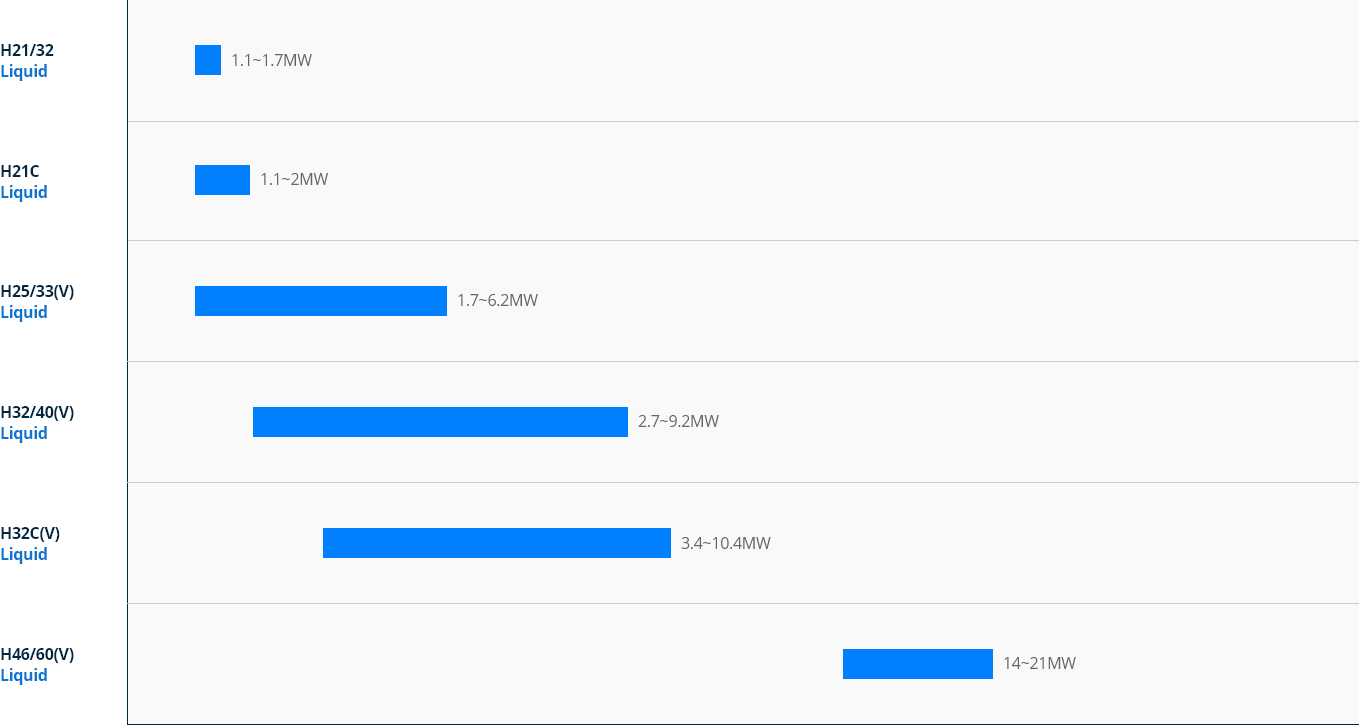 H21/32
Liquid
1.1~1.7MW
H21C
Liquid
1.1~2MW
H25/33(V)
Liquid
1.7~6.2MW
H32/40(V)
Liquid
2.7~9.2MW
H32C(V)
Liquid
3.4~10.4MW
H46/60(V)
Liquid
14~21MW